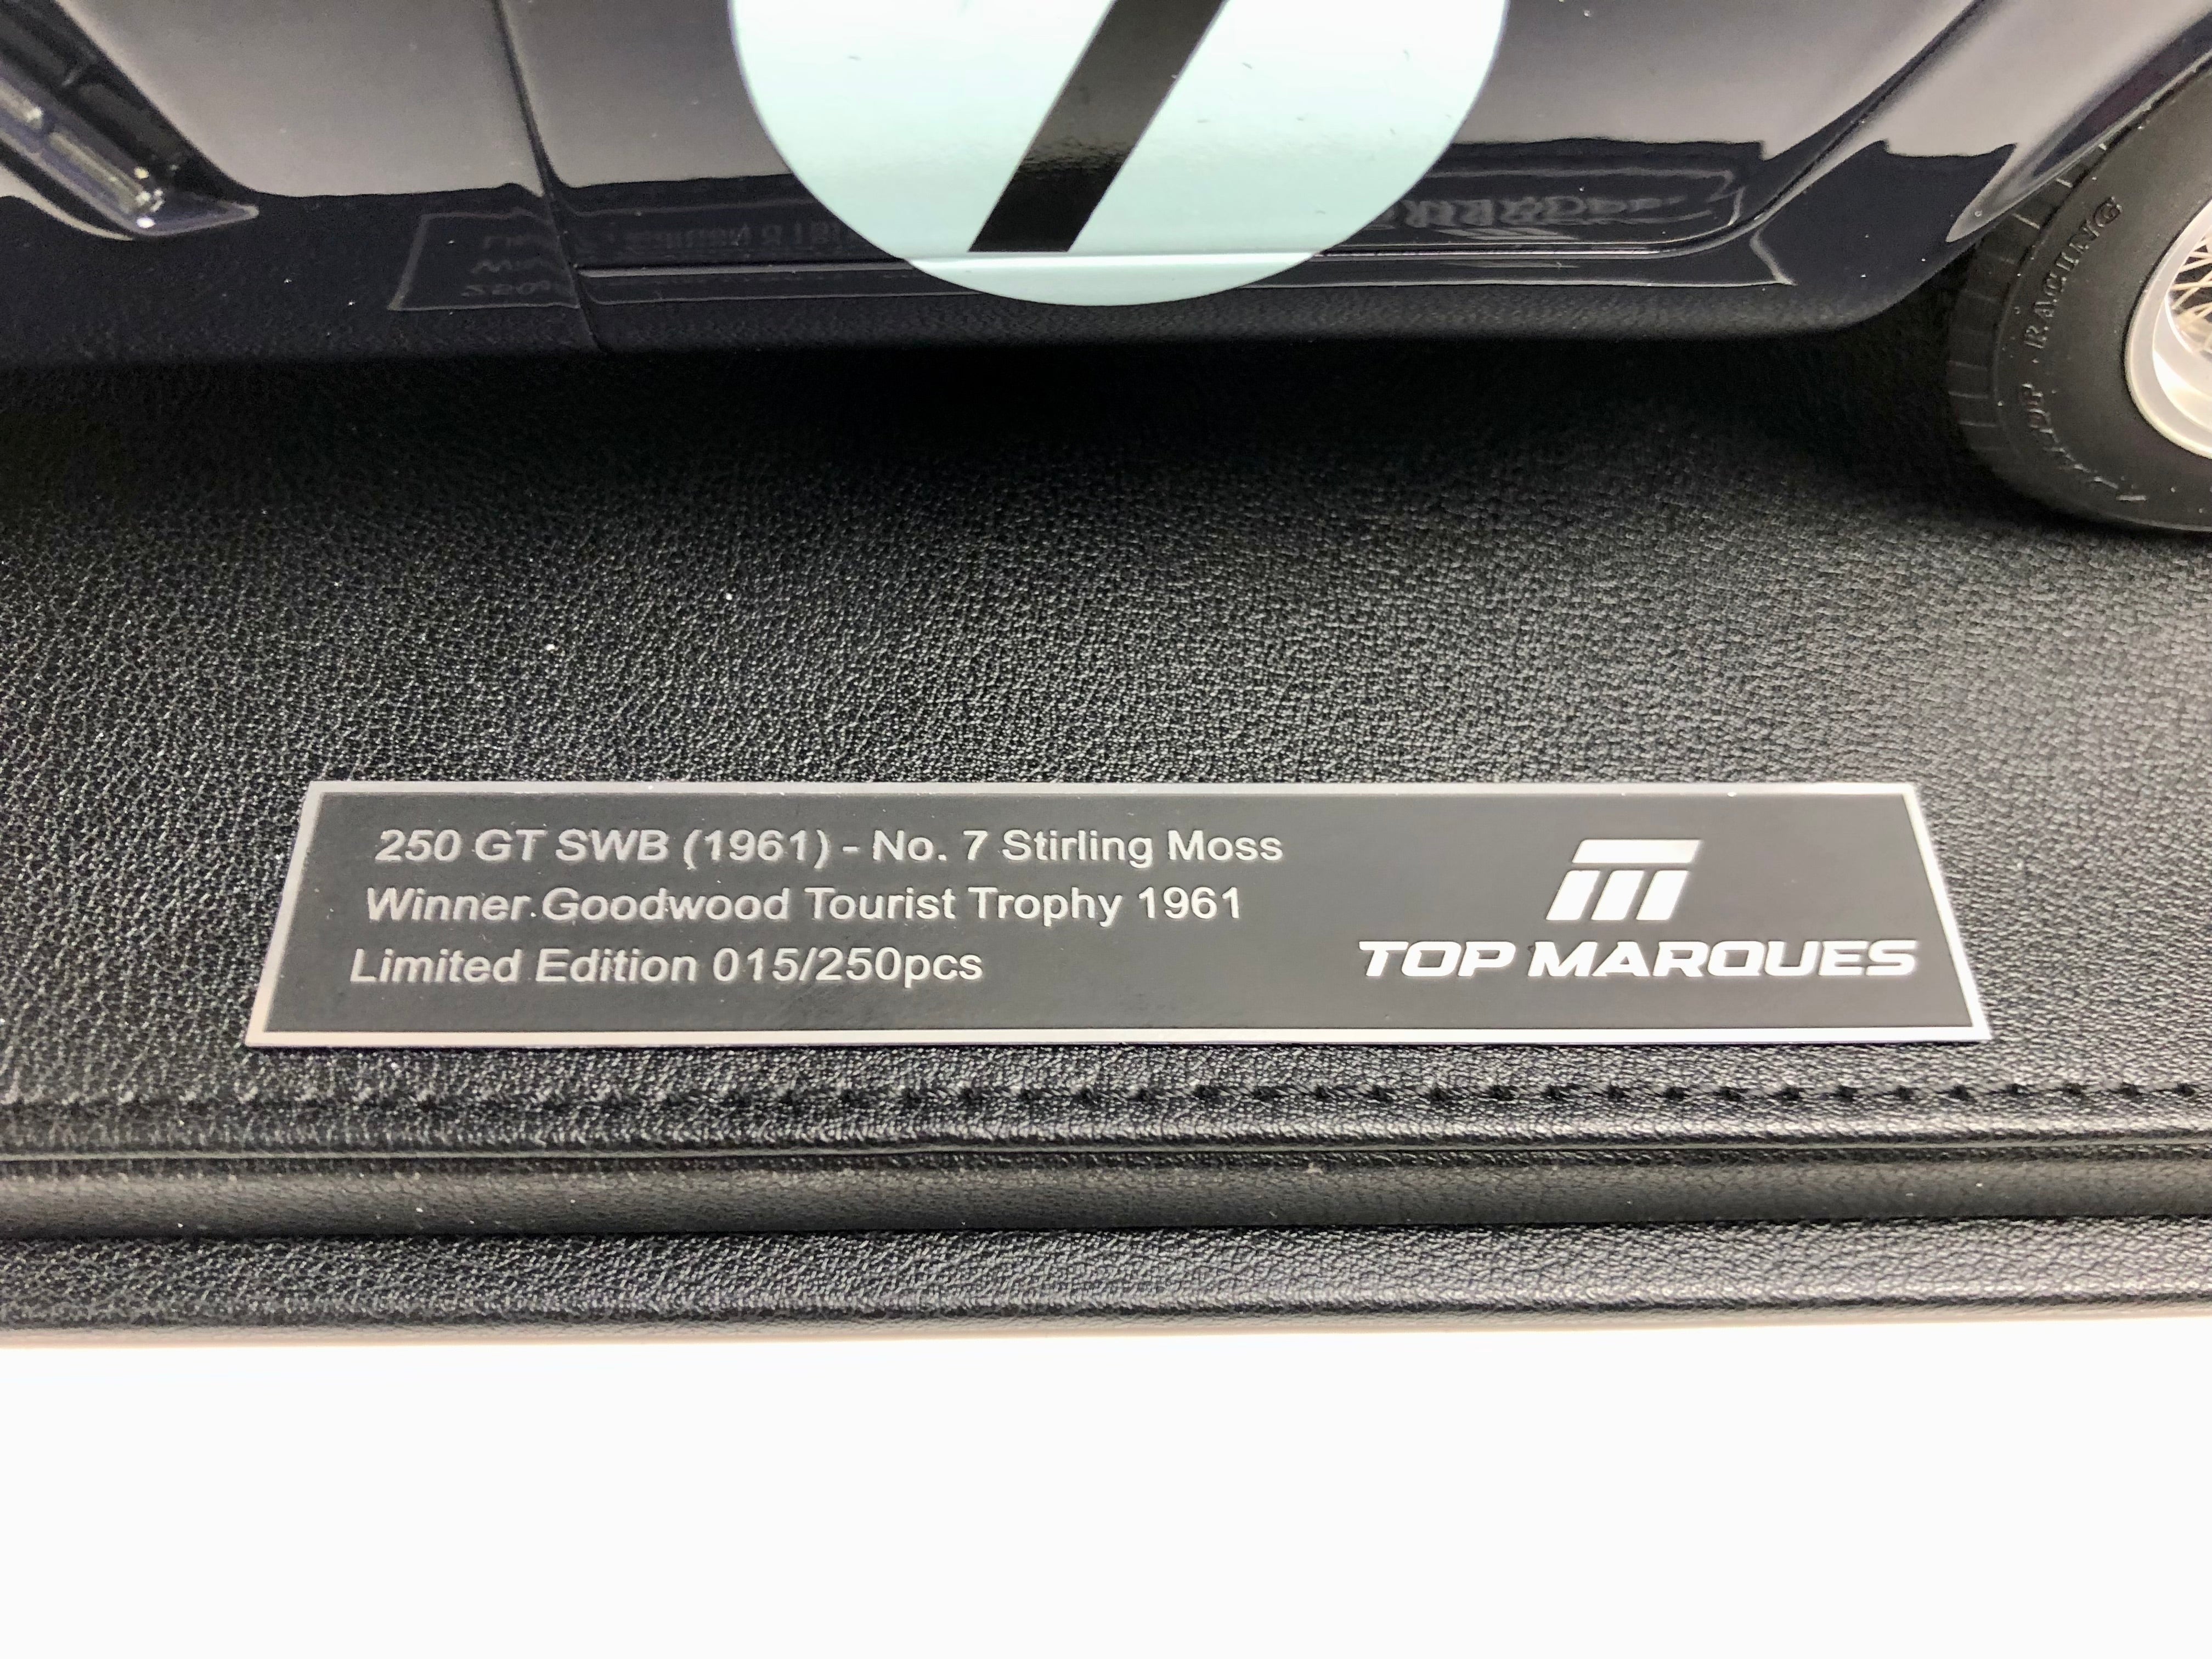 7
RACING
250 GT SWB (1961) - No. 7 Stirling Moss
Winner Goodwood Tourist Trophy 1961
Limited Edition 015/250pcs
TOP MARQUES